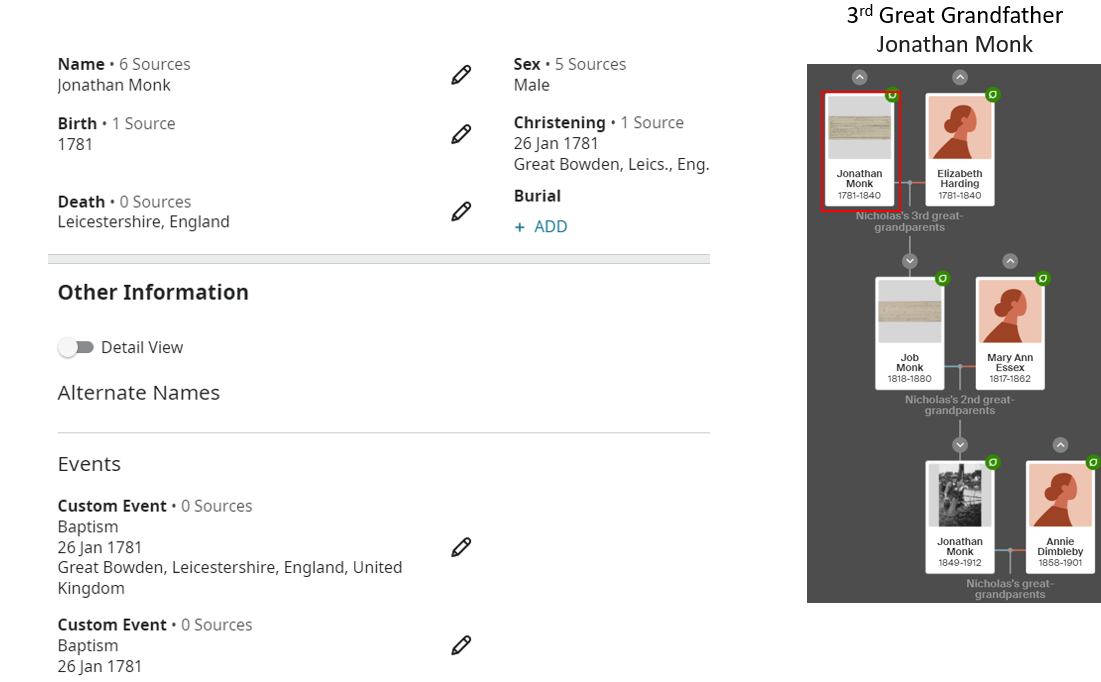 3rd Great Grandfather
Jonathan Monk
Name • 6 Sources
Jonathan Monk
Sex • 5 Sources
Male
Birth • 1 Source
1781
Christening • 1 Source
26 Jan 1781
Great Bowden, Leics., Eng.
Death • 0 Sources
Leicestershire, England
Burial
+ ADD
Other Information
Detail View
Alternate Names
Events
Custom Event • 0 Sources
Baptism
26 Jan 1781
Great Bowden, Leicestershire, England, United
Kingdom
Custom Event • 0 Sources
Baptism
26 Jan 1781
Jonathan
Monk
1781-1840
Elizabeth
Harding
1781-1840
Nicholas's 3rd great-
grandparents
Job
Monk
1818-1880
Mary Ann
Essex
1817-1862
Nicholas's 2nd great-
grandparents
Jonathan
Monk
1849-1912
Annie
Dimbleby
1858-1901
Nicholas's great-
grandparents